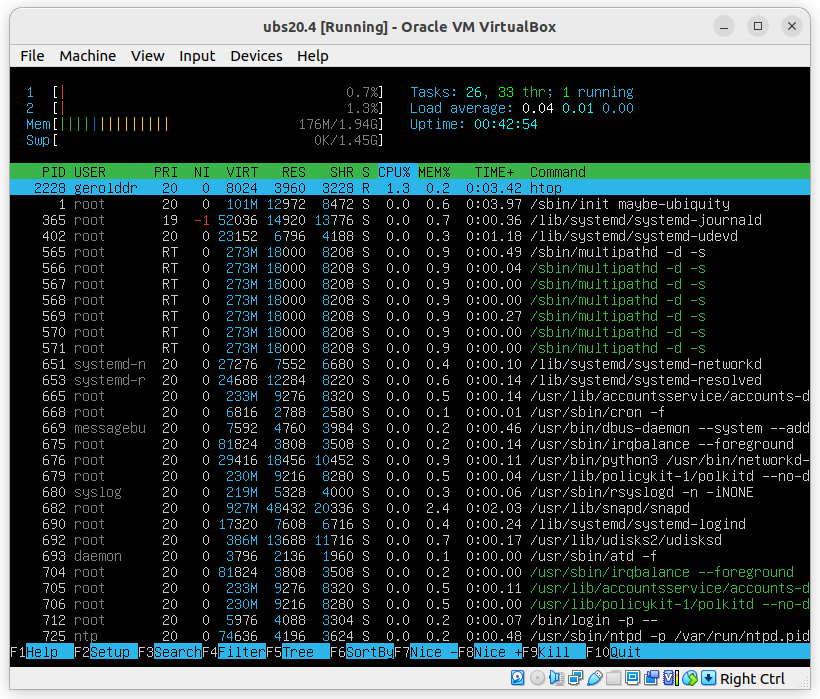 ubs20.4 [Running] - Oracle VM VirtualBox
File Machine View Input Devices Help
1 [| 0.7%] Tasks: 26, 33 thr; 1 running
2 [| 1.3%] Load average: 0.04 0.01 0.00
Mem[|||||||||||||| 176M/1.94G] Uptime: 00:42:54
Swp[ 0K/1.45G]
PID USER PRI NI VIRT RES SHR S CPU% MEM% TIME+ Command
2228 gerolddr 20 0 8024 3960 3228 R 1.3 0.2 0:03.42 htop
1 root 20 0 101M 12972 8472 S 0.0 0.6 0:03.97 /sbin/init maybe-ubiquity
365 root 19 -1 52036 14920 13776 S 0.0 0.7 0:00.36 /lib/systemd/systemd-journald
402 root 20 0 23152 6796 4188 S 0.0 0.3 0:01.18 /lib/systemd/systemd-udevd
565 root RT 0 273M 18000 8208 S 0.0 0.9 0:00.49 /sbin/multipathd -d -s
566 root RT 0 273M 18000 8208 S 0.0 0.9 0:00.04 /sbin/multipathd -d -s
567 root RT 0 273M 18000 8208 S 0.0 0.9 0:00.00 /sbin/multipathd -d -s
568 root RT 0 273M 18000 8208 S 0.0 0.9 0:00.00 /sbin/multipathd -d -s
569 root RT 0 273M 18000 8208 S 0.0 0.9 0:00.27 /sbin/multipathd -d -s
570 root RT 0 273M 18000 8208 S 0.0 0.9 0:00.00 /sbin/multipathd -d -s
571 root RT 0 273M 18000 8208 S 0.0 0.9 0:00.00 /sbin/multipathd -d -s
651 systemd-n 20 0 27276 7552 6680 S 0.0 0.4 0:00.10 /lib/systemd/systemd-networkd
653 systemd-r 20 0 24688 12284 8220 S 0.0 0.6 0:00.14 /lib/systemd/systemd-resolved
665 root 20 0 233M 9276 8320 S 0.0 0.5 0:00.14 /usr/lib/accountsservice/accounts-d
668 root 20 0 6816 2788 2580 S 0.0 0.1 0:00.01 /usr/sbin/cron -f
669 messagebu 20 0 7592 4760 3984 S 0.0 0.2 0:00.46 /usr/bin/dbus-daemon --system --add
675 root 20 0 81824 3808 3508 S 0.0 0.2 0:00.14 /usr/sbin/irqbalance --foreground
676 root 20 0 29416 18456 10452 S 0.0 0.9 0:00.11 /usr/bin/python3 /usr/bin/networkd-
679 root 20 0 230M 9216 8280 S 0.0 0.5 0:00.04 /usr/lib/policykit-1/polkitd --no-d
680 syslog 20 0 219M 5328 4000 S 0.0 0.3 0:00.06 /usr/sbin/rsyslogd -n -iNONE
682 root 20 0 927M 48432 20336 S 0.0 2.4 0:02.03 /usr/lib/snapd/snapd
690 root 20 0 17320 7608 6716 S 0.0 0.4 0:00.24 /lib/systemd/systemd-logind
692 root 20 0 386M 13688 11716 S 0.0 0.7 0:00.17 /usr/lib/udisks2/udisksd
693 daemon 20 0 3796 2136 1960 S 0.0 0.1 0:00.00 /usr/sbin/atd -f
704 root 20 0 81824 3808 3508 S 0.0 0.2 0:00.00 /usr/sbin/irqbalance --foreground
705 root 20 0 233M 9276 8320 S 0.0 0.5 0:00.11 /usr/lib/accountsservice/accounts-d
706 root 20 0 230M 9216 8280 S 0.0 0.5 0:00.00 /usr/lib/policykit-1/polkitd --no-d
712 root 20 0 5976 4088 3304 S 0.0 0.2 0:00.07 /bin/login -p --
725 ntp 20 0 74636 4196 3624 S 0.0 0.2 0:00.48 /usr/sbin/ntpd -p /var/run/ntpd.pid
F1Help F2Setup F3SearchF4FilterF5Tree F6SortByF7Nice -F8Nice +F9Kill F10Quit
Right Ctrl